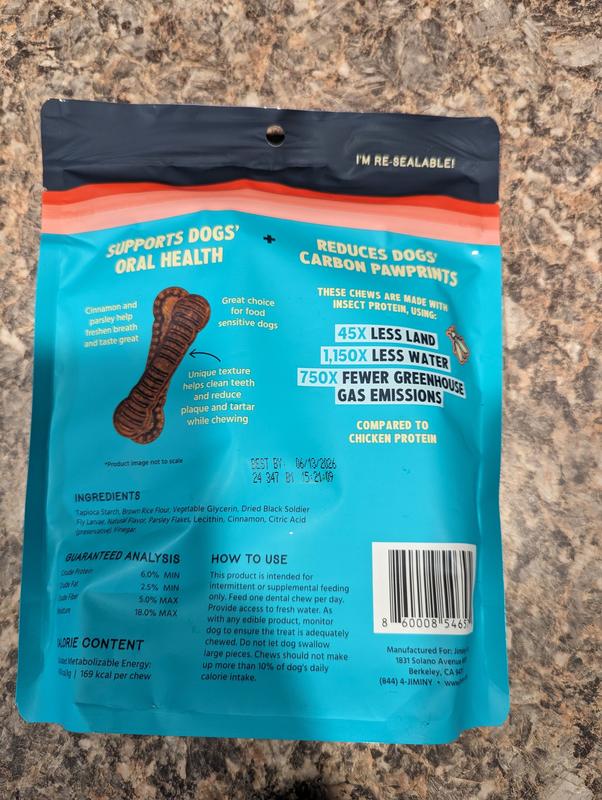 I'M RE-SEALABLE!
SUPPORTS DOGS'
ORAL HEALTH
+
REDUCES DOGS'
CARBON PAWPRINTS
Cinnamon and
parsley help
freshen breath
and taste great
Great choice
for food
sensitive dogs
Unique texture
helps clean teeth
and reduce
plaque and tartar
while chewing
*Product image not to scale
THESE CHEWS ARE MADE WITH
INSECT PROTEIN, USING:
45X LESS LAND
1,150X LESS WATER
750X FEWER GREENHOUSE
GAS EMISSIONS
COMPARED TO
CHICKEN PROTEIN
BEST BY: 06/13/2026
24 347 B1 15:21:09
INGREDIENTS
Tapioca Starch, Brown Rice Flour, Vegetable Glycerin, Dried Black Soldier
Fly Larvae, Natural Flavor, Parsley Flakes, Lecithin, Cinnamon, Citric Acid
(preservative), Vinegar.
GUARANTEED ANALYSIS
Crude Protein 6.0% MIN
Crude Fat 2.5% MIN
Crude Fiber 5.0% MAX
Moisture 18.0% MAX
CALORIE CONTENT
Metabolizable Energy:
169 kcal per chew
HOW TO USE
This product is intended for
intermittent or supplemental feeding
only. Feed one dental chew per day.
Provide access to fresh water. As
with any edible product, monitor
dog to ensure the treat is adequately
chewed. Do not let dog swallow
large pieces. Chews should not make
up more than 10% of dog's daily
calorie intake.
8 60008 5465
Manufactured For: Jiminy
1831 Solano Avenue
Berkeley, CA
(844) 4-JIMINY •